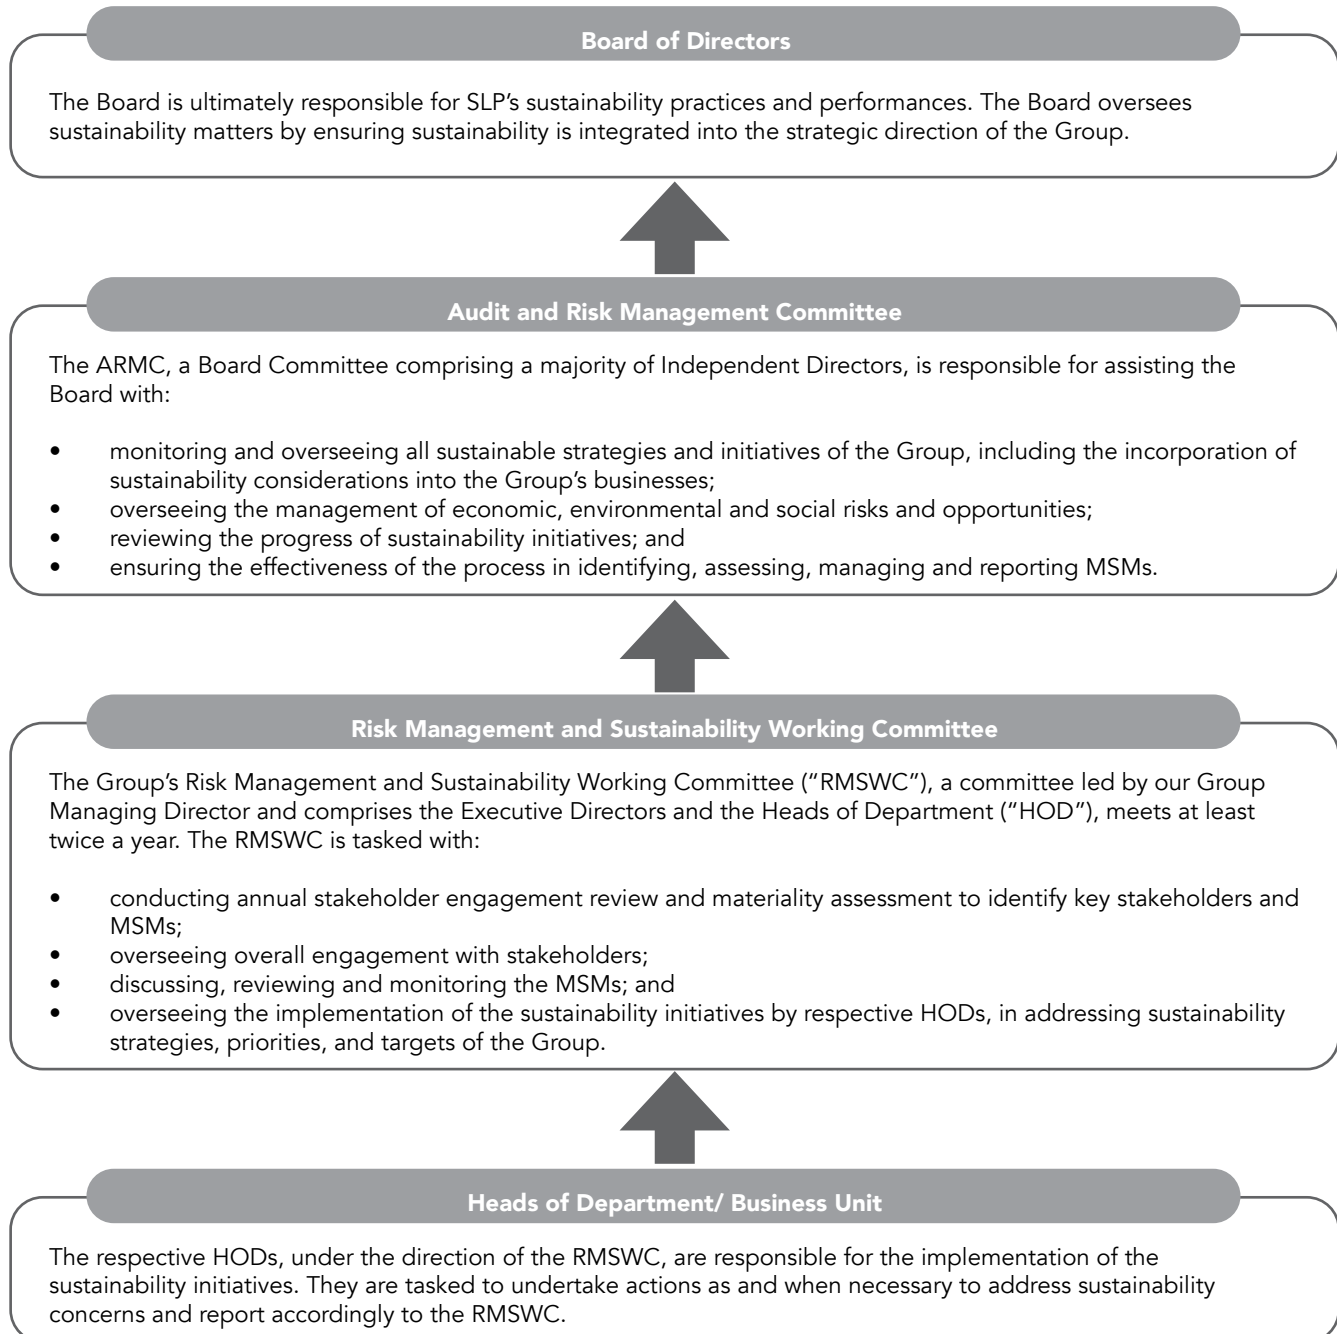 Board of Directors
The Board is ultimately responsible for SLP’s sustainability practices and performances. The Board oversees
sustainability matters by ensuring sustainability is integrated into the strategic direction of the Group.
Audit and Risk Management Committee
The ARMC, a Board Committee comprising a majority of Independent Directors, is responsible for assisting the
Board with:
• monitoring and overseeing all sustainable strategies and initiatives of the Group, including the incorporation of
sustainability considerations into the Group’s businesses;
• overseeing the management of economic, environmental and social risks and opportunities;
• reviewing the progress of sustainability initiatives; and
• ensuring the effectiveness of the process in identifying, assessing, managing and reporting MSMs.
Risk Management and Sustainability Working Committee
The Group’s Risk Management and Sustainability Working Committee (“RMSWC”), a committee led by our Group
Managing Director and comprises the Executive Directors and the Heads of Department (“HOD”), meets at least
twice a year. The RMSWC is tasked with:
• conducting annual stakeholder engagement review and materiality assessment to identify key stakeholders and
MSMs;
• overseeing overall engagement with stakeholders;
• discussing, reviewing and monitoring the MSMs; and
• overseeing the implementation of the sustainability initiatives by respective HODs, in addressing sustainability
strategies, priorities, and targets of the Group.
Heads of Department/ Business Unit
The respective HODs, under the direction of the RMSWC, are responsible for the implementation of the
sustainability initiatives. They are tasked to undertake actions as and when necessary to address sustainability
concerns and report accordingly to the RMSWC.